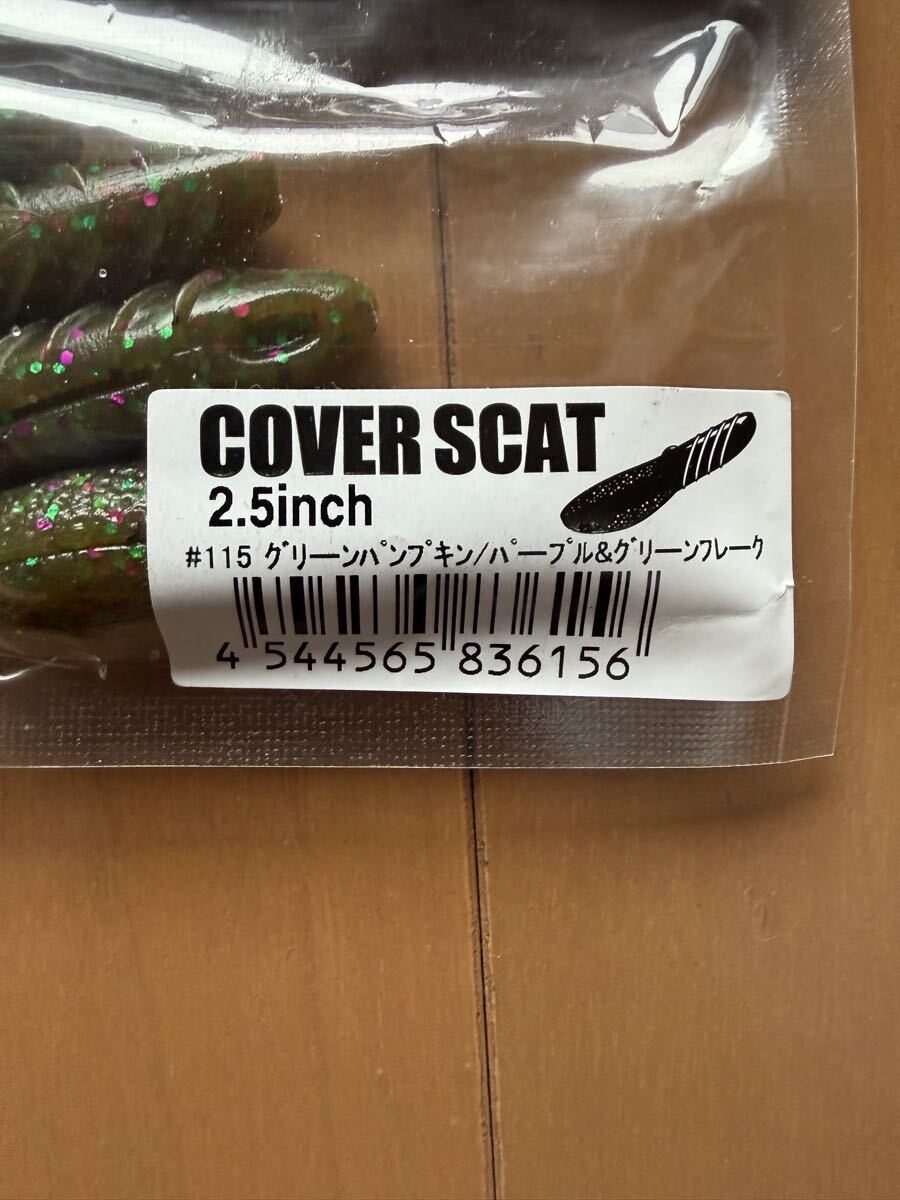 COVER SCAT
2.5inch
#115 グリーンパンプキン/パープル&グリーンフレーク
4 544565 836156